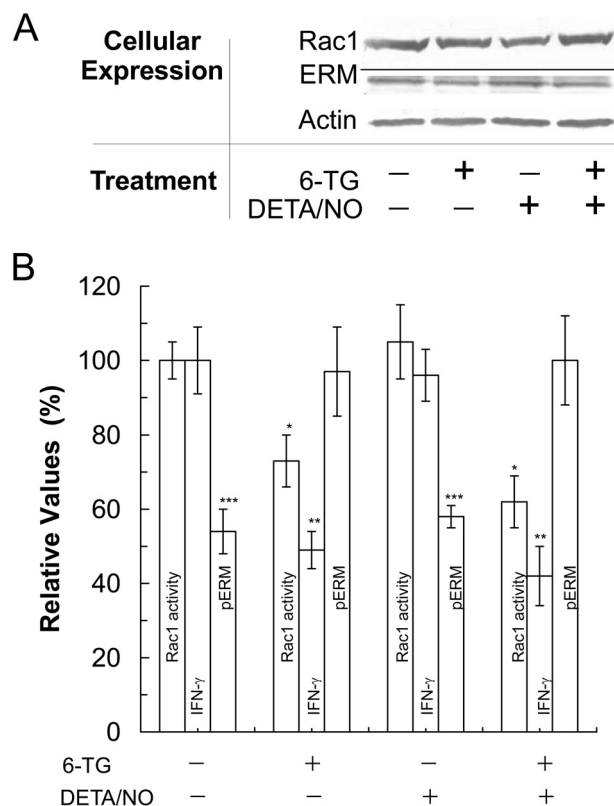 A
Cellular
Expression
Rac1
ERM
Actin
Treatment
6-TG − + − +
DETA/NO − − + +
B
Relative Values (%)
120
100
80
60
40
20
0
Rac1 activity
IFN-γ
***
pERM
*
Rac1 activity
**
IFN-γ
pERM
Rac1 activity
IFN-γ
***
pERM
*
Rac1 activity
**
IFN-γ
pERM
6-TG − + − +
DETA/NO − − + +